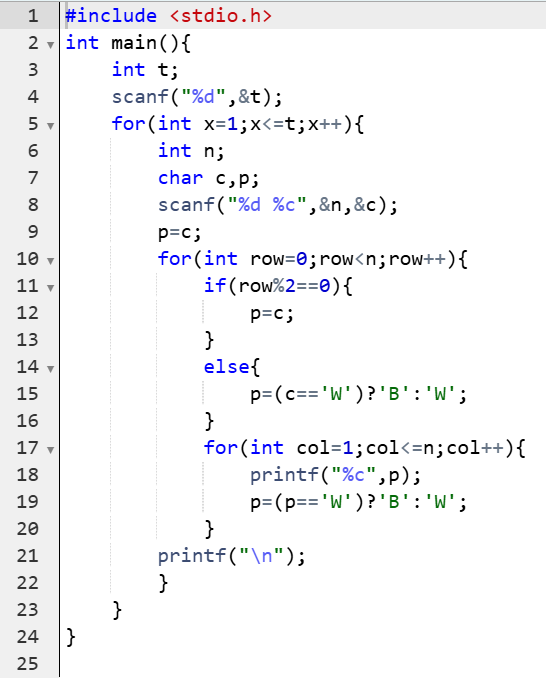 1 #include <stdio.h>
2 int main(){
3     int t;
4     scanf("%d",&t);
5     for(int x=1;x<=t;x++){
6         int n;
7         char c,p;
8         scanf("%d %c",&n,&c);
9         p=c;
10         for(int row=0;row<n;row++){
11             if(row%2==0){
12                 p=c;
13             }
14             else{
15                 p=(c=='W')?'B':'W';
16             }
17             for(int col=1;col<=n;col++){
18                 printf("%c",p);
19                 p=(p=='W')?'B':'W';
20             }
21         printf("\n");
22         }
23     }
24 }
25